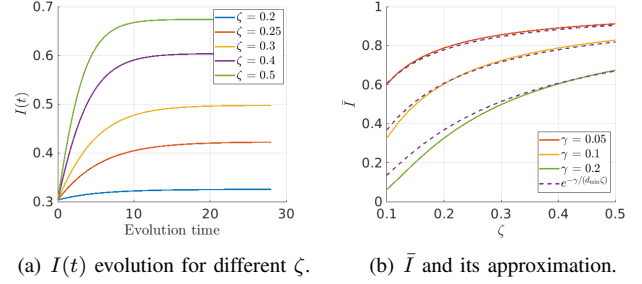 0.7
0.6
0.5
0.4
0.3
0
10
20
30
I(t)
Evolution time
ζ = 0.2
ζ = 0.25
ζ = 0.3
ζ = 0.4
ζ = 0.5
(a) I(t) evolution for different ζ.
1
0.8
0.6
0.4
0.2
0
0.1
0.2
0.3
0.4
0.5
Ī
ζ
γ = 0.05
γ = 0.1
γ = 0.2
e^{-γ/(d_{min}ζ)}
(b) Ī and its approximation.